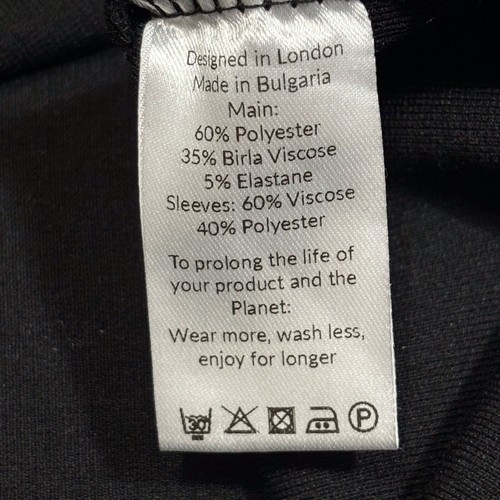 Designed in London
Made in Bulgaria
Main:
60% Polyester
35% Birla Viscose
5% Elastane
Sleeves: 60% Viscose
40% Polyester
To prolong the life of
your product and the
Planet:
Wear more, wash less,
enjoy for longer
30 P